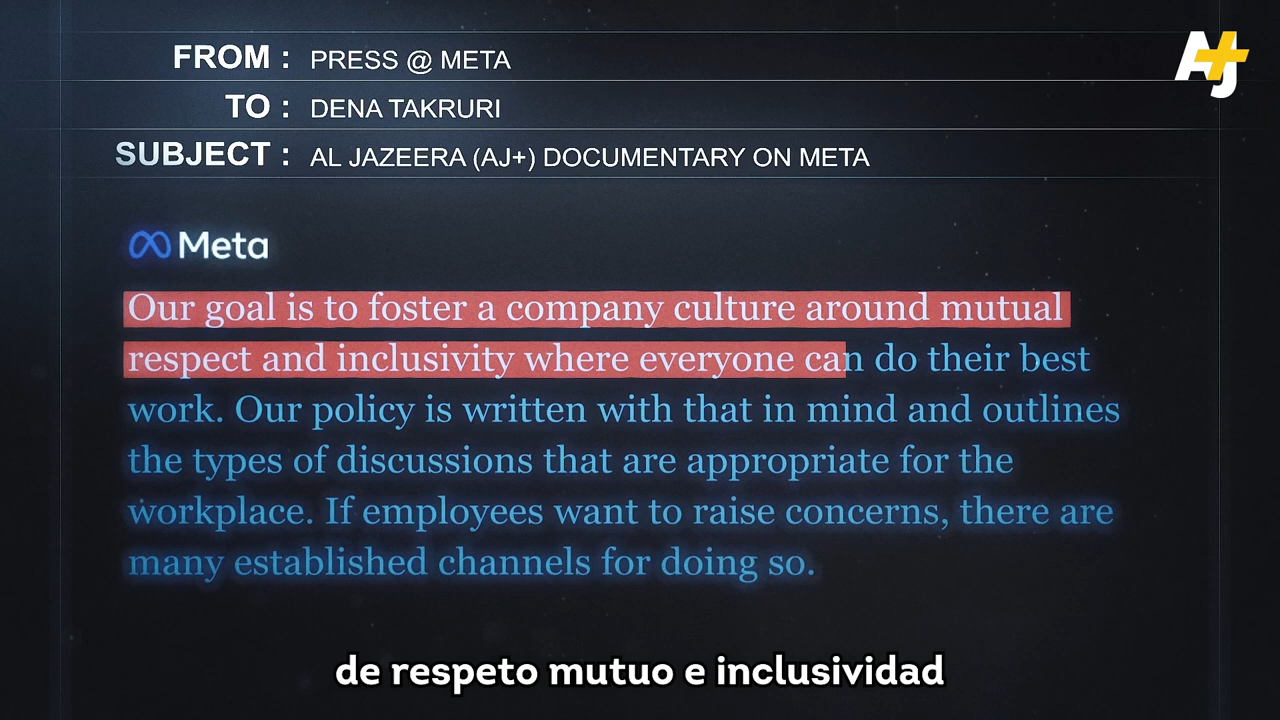 FROM : PRESS @ META
AJ+
TO : DENA TAKRURI
SUBJECT : AL JAZEERA (AJ+) DOCUMENTARY ON META
Meta
Our goal is to foster a company culture around mutual
respect and inclusivity where everyone can do their best
work. Our policy is written with that in mind and outlines
the types of discussions that are appropriate for the
workplace. If employees want to raise concerns, there are
many established channels for doing so.
de respeto mutuo e inclusividad